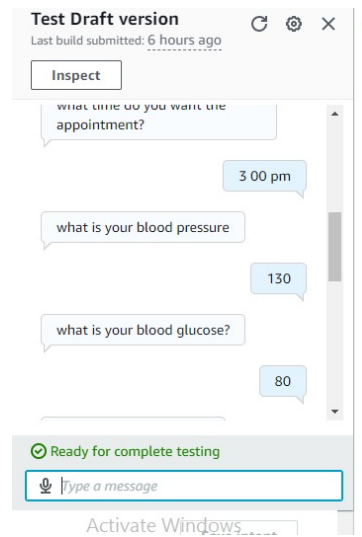 Test Draft version
Last build submitted: 6 hours ago
Inspect
what time do you want the
appointment?
3 00 pm
what is your blood pressure
130
what is your blood glucose?
80
Ready for complete testing
Type a message
Activate Windows
Save intent